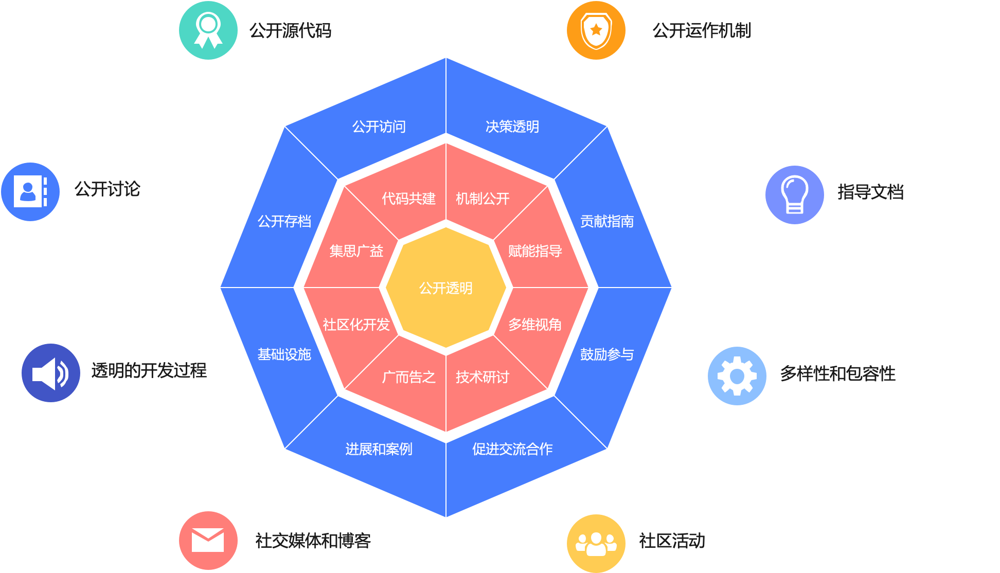 公开源代码
公开运作机制
公开访问
决策透明
公开讨论
指导文档
代码共建
机制公开
公开存档
贡献指南
集思广益
赋能指导
公开透明
社区化开发
多维视角
基础设施
鼓励参与
透明的开发过程
多样性和包容性
广而告之
技术研讨
进展和案例
促进交流合作
社交媒体和博客
社区活动